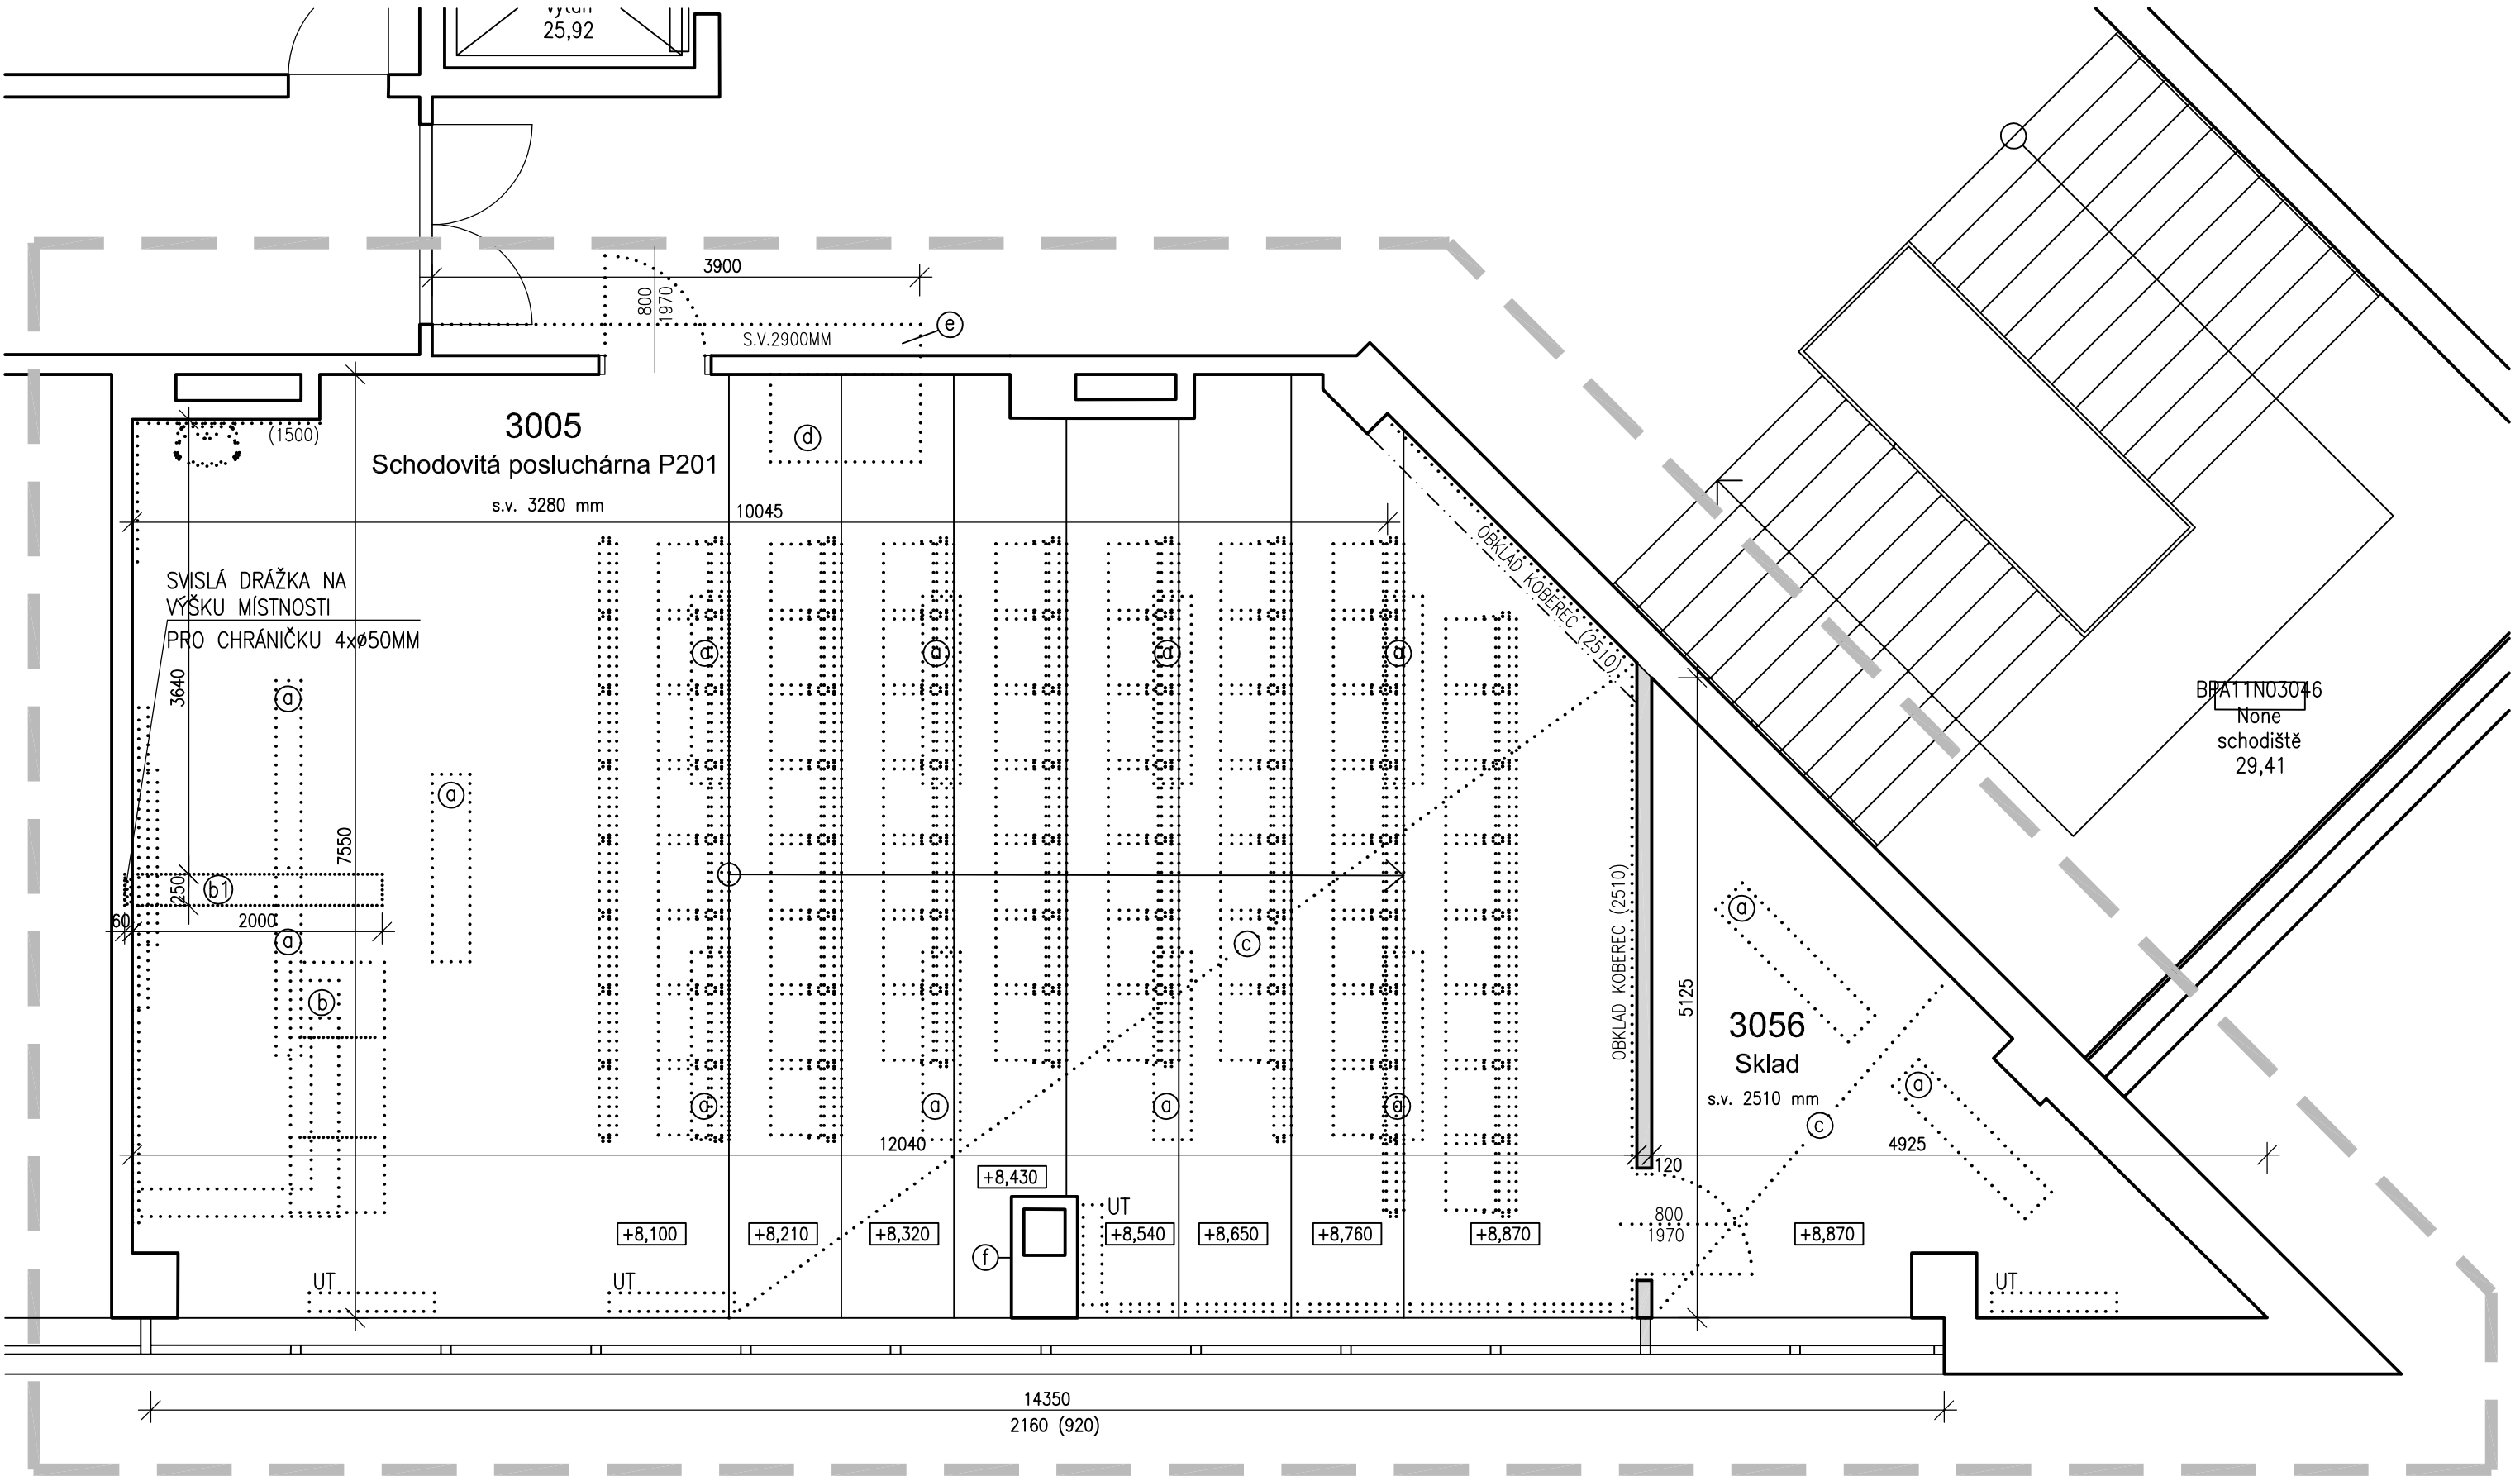 25,92
3900
800
1970
e
S.V.2900MM
(1500)
3005
Schodovitá posluchárna P201
s.v. 3280 mm
d
10045
OBKLAD KOBEREC (2510)
SVISLÁ DRÁŽKA NA
VÝŠKU MÍSTNOSTI
PRO CHRÁNIČKU 4xø50MM
a
a
a
a
a
a
3640
7550
250
b1
60
2000
a
b
c
OBKLAD KOBEREC (2510)
5125
BPA11N03046
None
schodiště
29,41
a
3056
Sklad
s.v. 2510 mm
a
c
a
a
a
a
12040
120
4925
+8,430
UT
+8,100
+8,210
+8,320
+8,540
+8,650
+8,760
+8,870
800
1970
+8,870
f
UT
UT
UT
14350
2160 (920)